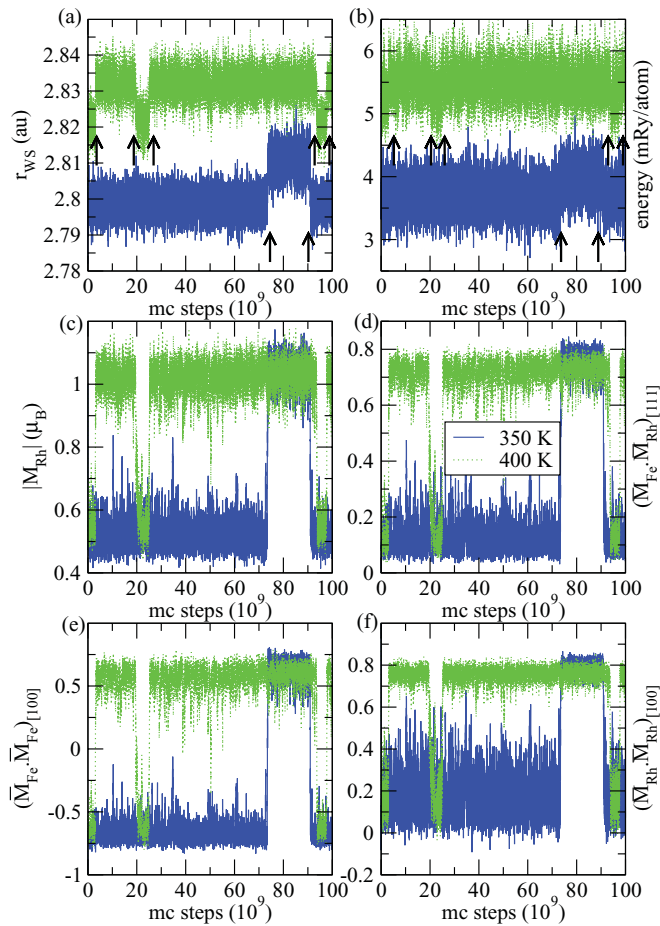 (a)
2.84
2.83
2.82
2.81
2.8
2.79
2.78
r_WS (au)
0 20 40 60 80 100
mc steps (10^9)
(b)
6
5
4
3
energy (mRy/atom)
0 20 40 60 80 100
mc steps (10^9)
(c)
1
0.8
0.6
0.4
|M_Rh| (μ_B)
0 20 40 60 80 100
mc steps (10^9)
(d)
0.8
0.6
0.4
0.2
0
350 K
400 K
(M̄_Fe.M̄_Rh)_[111]
0 20 40 60 80 100
mc steps (10^9)
(e)
1
0.5
0
-0.5
-1
(M̄_Fe.M̄_Fe)_[100]
0 20 40 60 80 100
mc steps (10^9)
(f)
0.8
0.6
0.4
0.2
0
-0.2
(M̄_Rh.M̄_Rh)_[100]
0 20 40 60 80 100
mc steps (10^9)